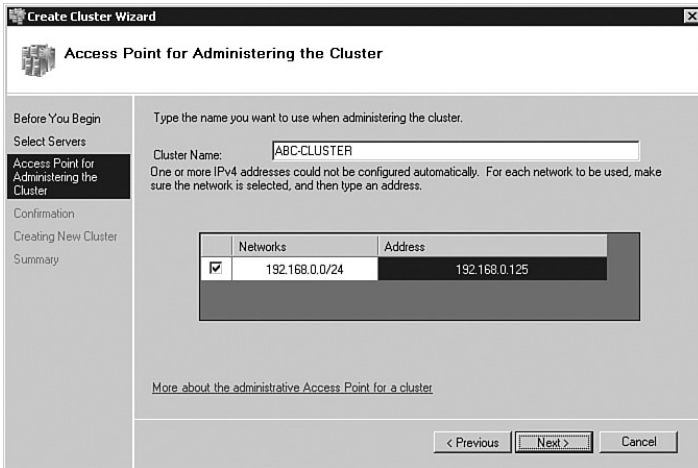 Create Cluster Wizard
Access Point for Administering the Cluster
Before You Begin
Select Servers
Access Point for
Administering the
Cluster
Confirmation
Creating New Cluster
Summary
Type the name you want to use when administering the cluster.
Cluster Name:
ABC-CLUSTER
One or more IPv4 addresses could not be configured automatically. For each network to be used, make
sure the network is selected, and then type an address.
Networks
Address
192.168.0.0/24
192.168.0.125
More about the administrative Access Point for a cluster
< Previous
Next >
Cancel